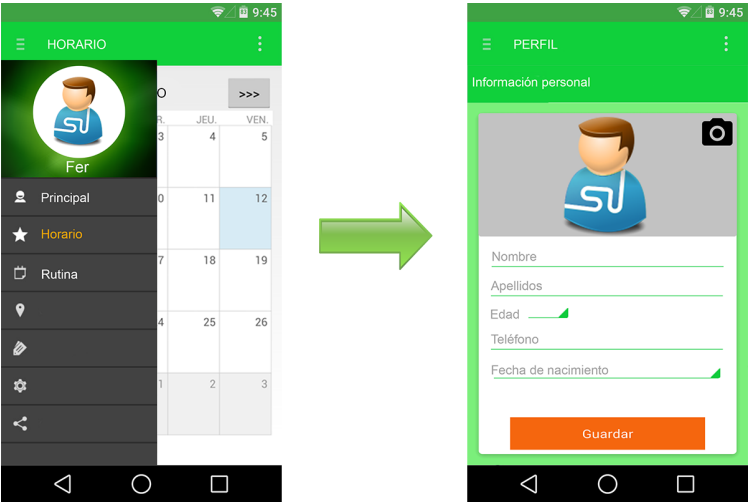 9:45
HORARIO
O
>>>
R. JEU. VEN.
3 4 5
Fer
Principal
0 11 12
Horario
Rutina
7 18 19
4 25 26
1 2 3
9:45
PERFIL
Información personal
Nombre
Apellidos
Edad
Teléfono
Fecha de nacimiento
Guardar